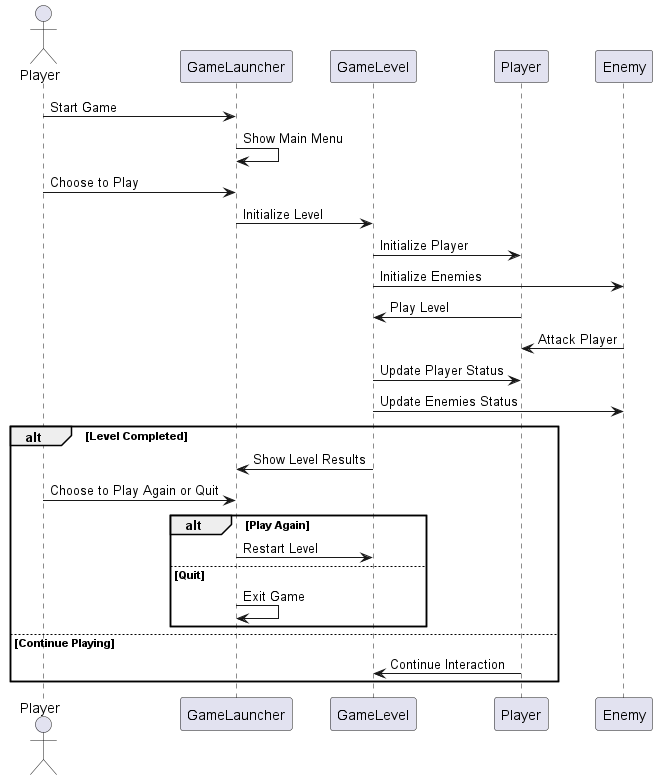 Player
GameLauncher
GameLevel
Player
Enemy
Start Game
Show Main Menu
Choose to Play
Initialize Level
Initialize Player
Initialize Enemies
Play Level
Attack Player
Update Player Status
Update Enemies Status
alt
[Level Completed]
Show Level Results
Choose to Play Again or Quit
alt
[Play Again]
Restart Level
[Quit]
Exit Game
[Continue Playing]
Continue Interaction
Player
GameLauncher
GameLevel
Player
Enemy